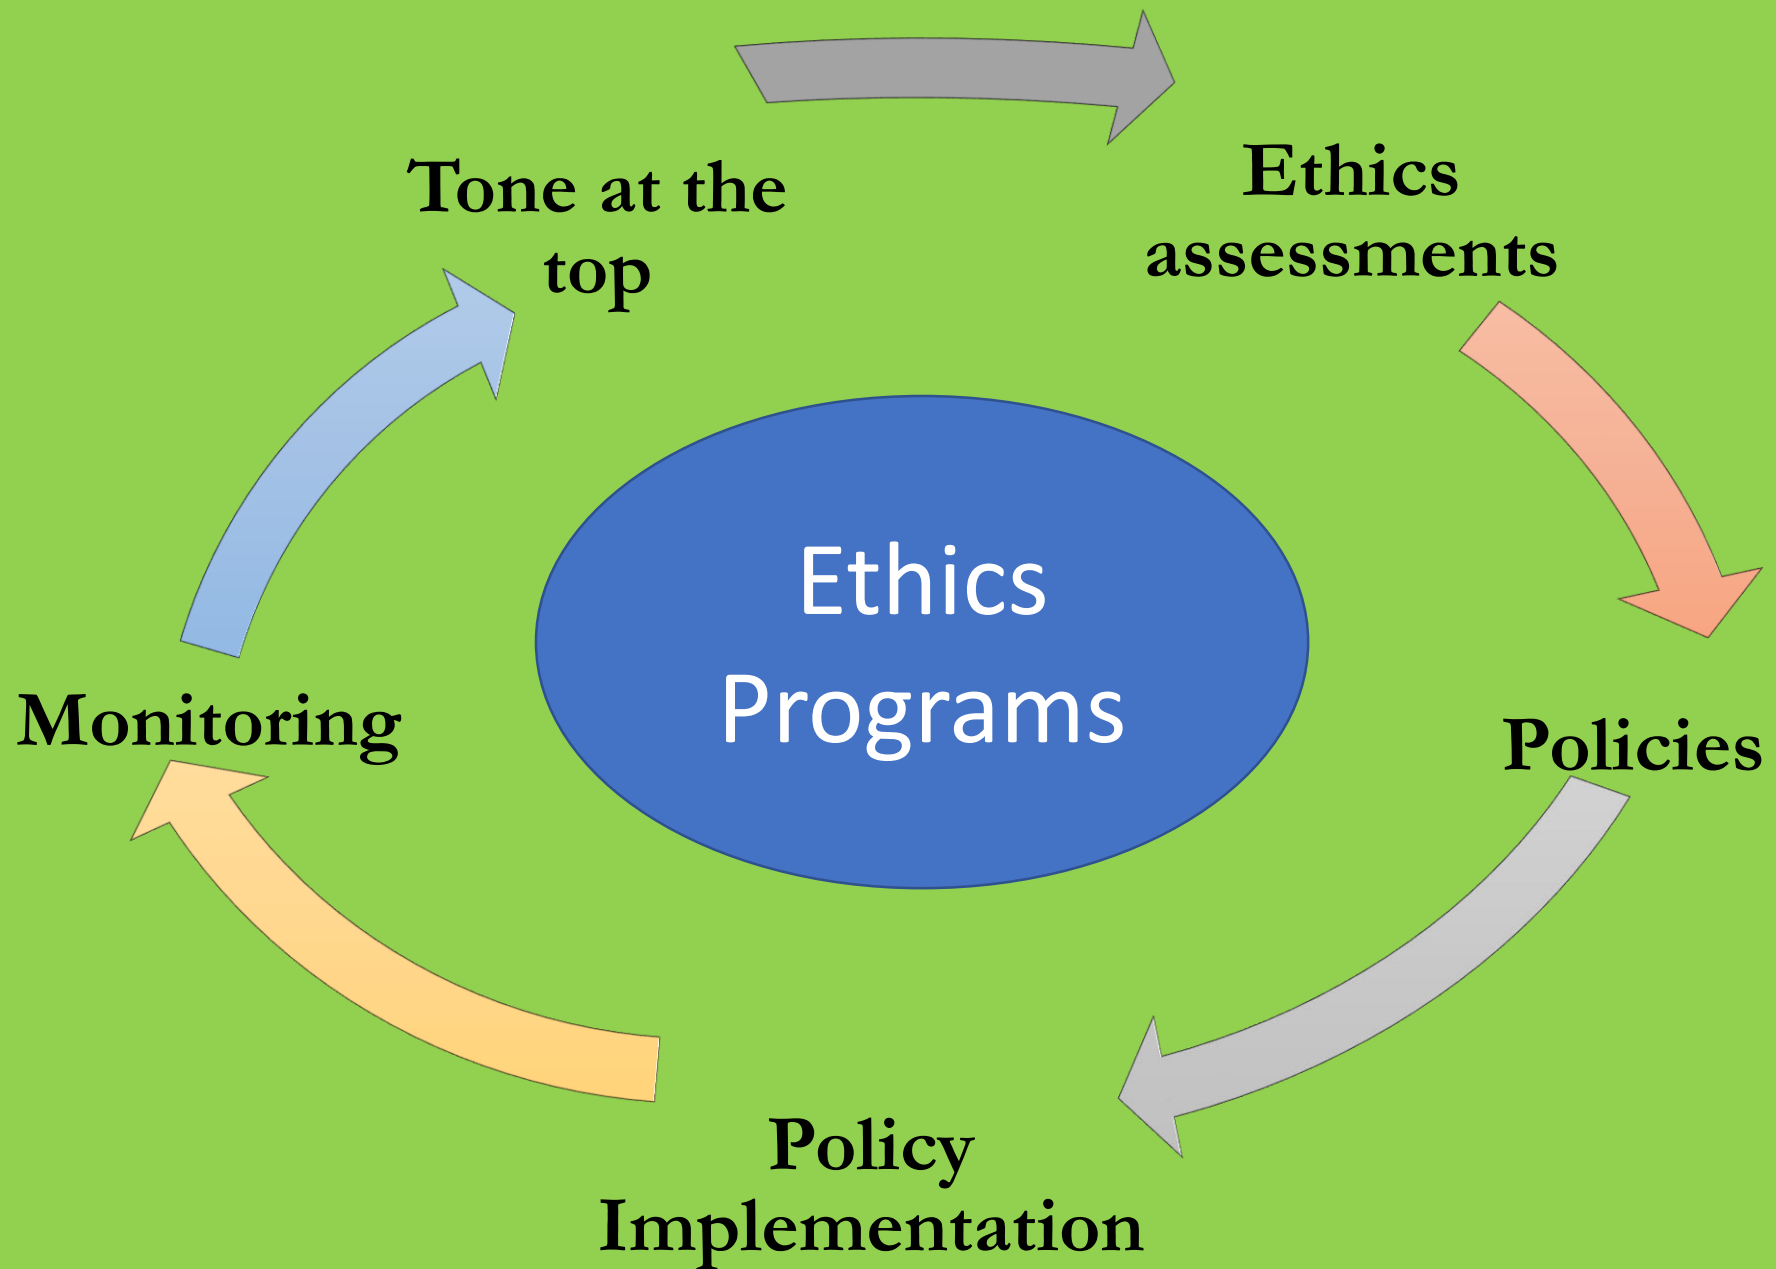 Tone at the
top
Ethics
assessments
Ethics
Programs
Monitoring
Policies
Policy
Implementation